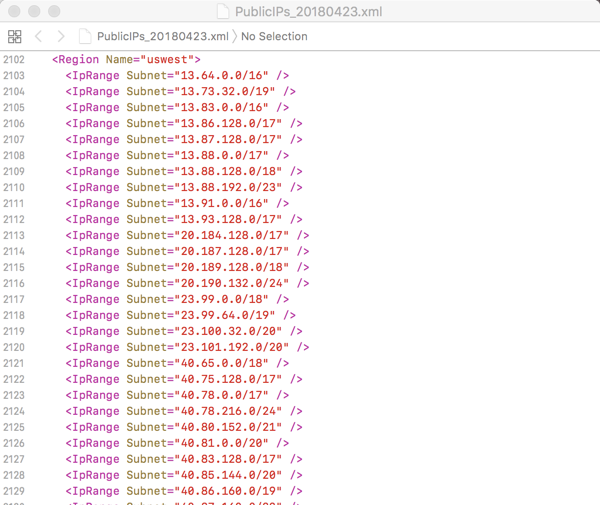 PublicIPs_20180423.xml
PublicIPs_20180423.xml 〉 No Selection
2102 <Region Name="uswest">
2103 <IpRange Subnet="13.64.0.0/16" />
2104 <IpRange Subnet="13.73.32.0/19" />
2105 <IpRange Subnet="13.83.0.0/16" />
2106 <IpRange Subnet="13.86.128.0/17" />
2107 <IpRange Subnet="13.87.128.0/17" />
2108 <IpRange Subnet="13.88.0.0/17" />
2109 <IpRange Subnet="13.88.128.0/18" />
2110 <IpRange Subnet="13.88.192.0/23" />
2111 <IpRange Subnet="13.91.0.0/16" />
2112 <IpRange Subnet="13.93.128.0/17" />
2113 <IpRange Subnet="20.184.128.0/17" />
2114 <IpRange Subnet="20.187.128.0/17" />
2115 <IpRange Subnet="20.189.128.0/18" />
2116 <IpRange Subnet="20.190.132.0/24" />
2117 <IpRange Subnet="23.99.0.0/18" />
2118 <IpRange Subnet="23.99.64.0/19" />
2119 <IpRange Subnet="23.100.32.0/20" />
2120 <IpRange Subnet="23.101.192.0/20" />
2121 <IpRange Subnet="40.65.0.0/18" />
2122 <IpRange Subnet="40.75.128.0/17" />
2123 <IpRange Subnet="40.78.0.0/17" />
2124 <IpRange Subnet="40.78.216.0/24" />
2125 <IpRange Subnet="40.80.152.0/21" />
2126 <IpRange Subnet="40.81.0.0/20" />
2127 <IpRange Subnet="40.83.128.0/17" />
2128 <IpRange Subnet="40.85.144.0/20" />
2129 <IpRange Subnet="40.86.160.0/19" />